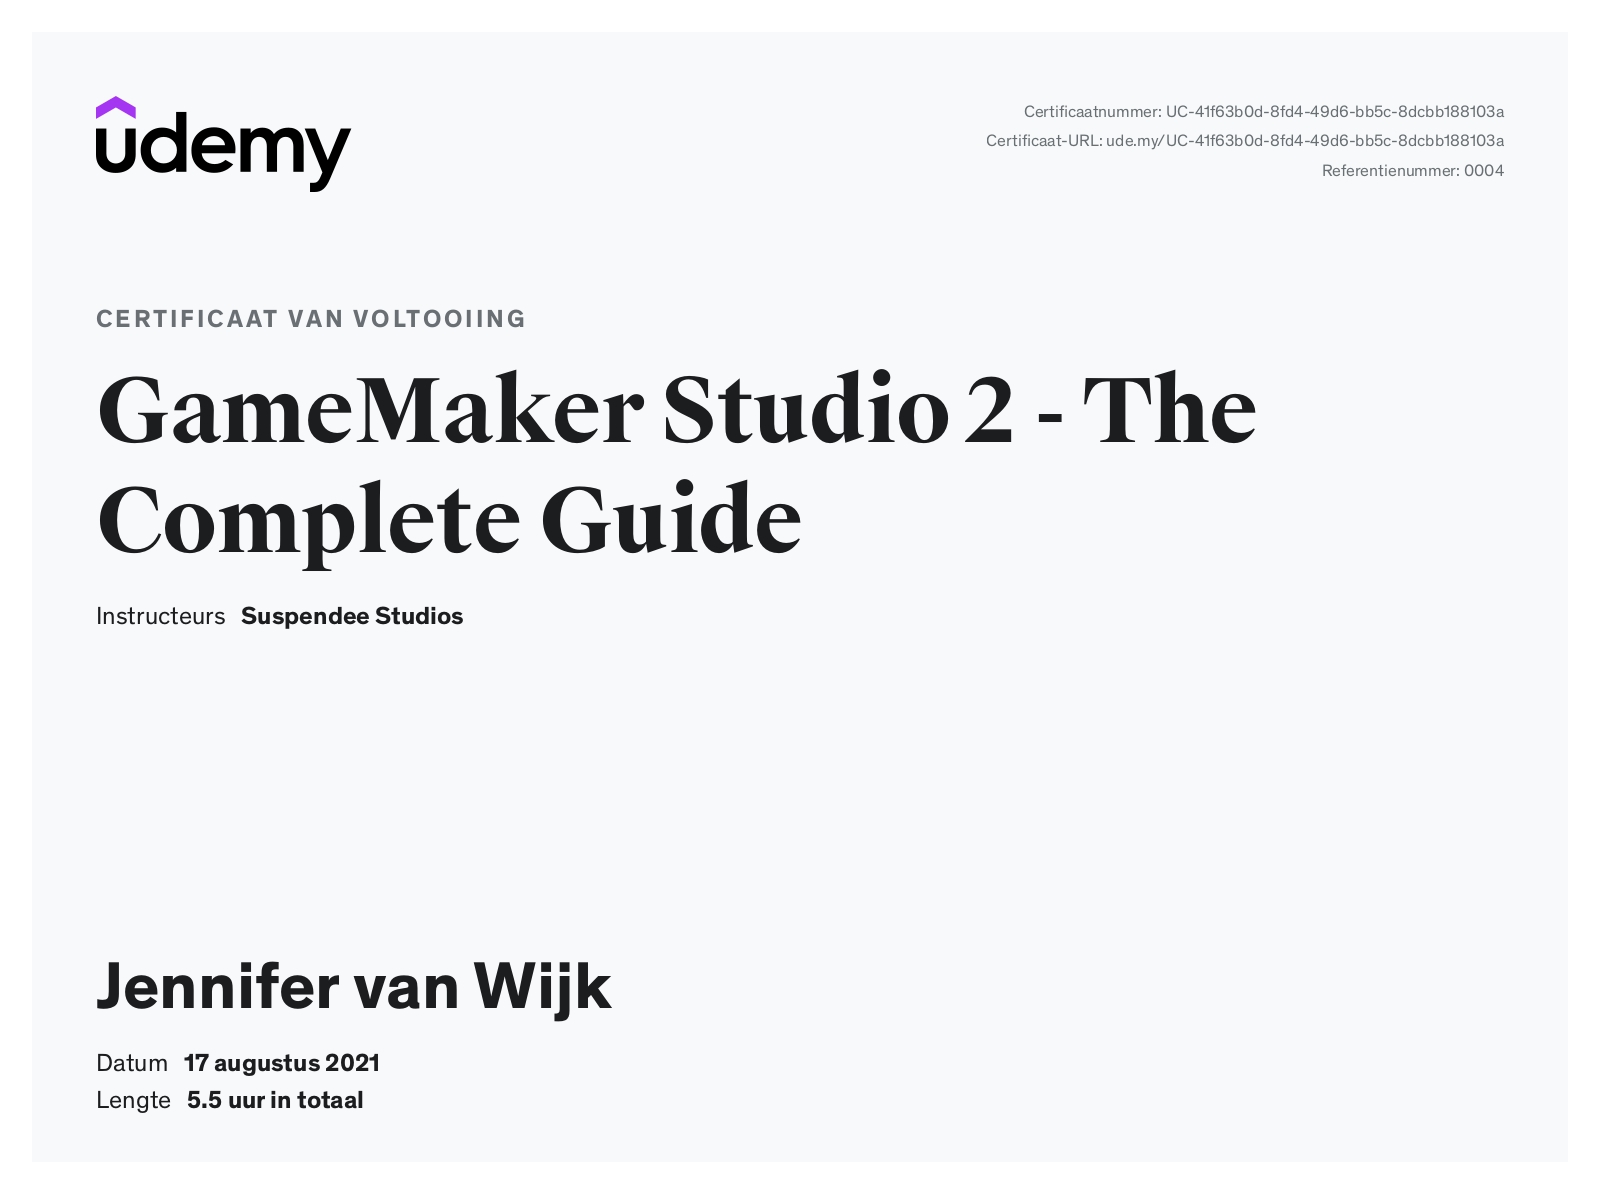 udemy
Certificaatnummer: UC-41f63b0d-8fd4-49d6-bb5c-8dcbb188103a
Certificaat-URL: ude.my/UC-41f63b0d-8fd4-49d6-bb5c-8dcbb188103a
Referentienummer: 0004
CERTIFICAAT VAN VOLTOOIING
GameMaker Studio 2 - The
Complete Guide
Instructeurs Suspendee Studios
Jennifer van Wijk
Datum 17 augustus 2021
Lengte 5.5 uur in totaal